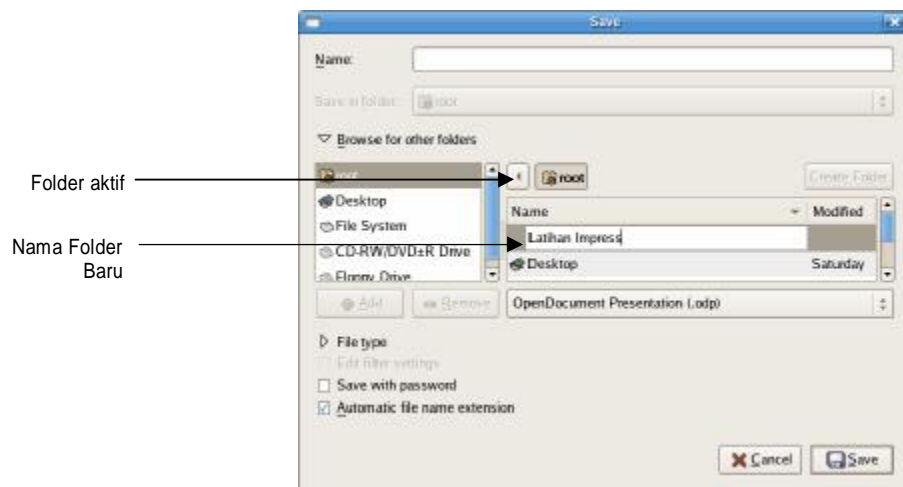 Save
Name:
Save in folder: root
Browse for other folders
Folder aktif
root
root
Create Folder
Desktop
Name
Modified
File System
Latihan Impress
Nama Folder
Baru
CD-RW/DVD±R Drive
Desktop
Saturday
Floppy Drive
Add
Remove
OpenDocument Presentation (.odp)
File type
Edit filter settings
Save with password
Automatic file name extension
Cancel
Save